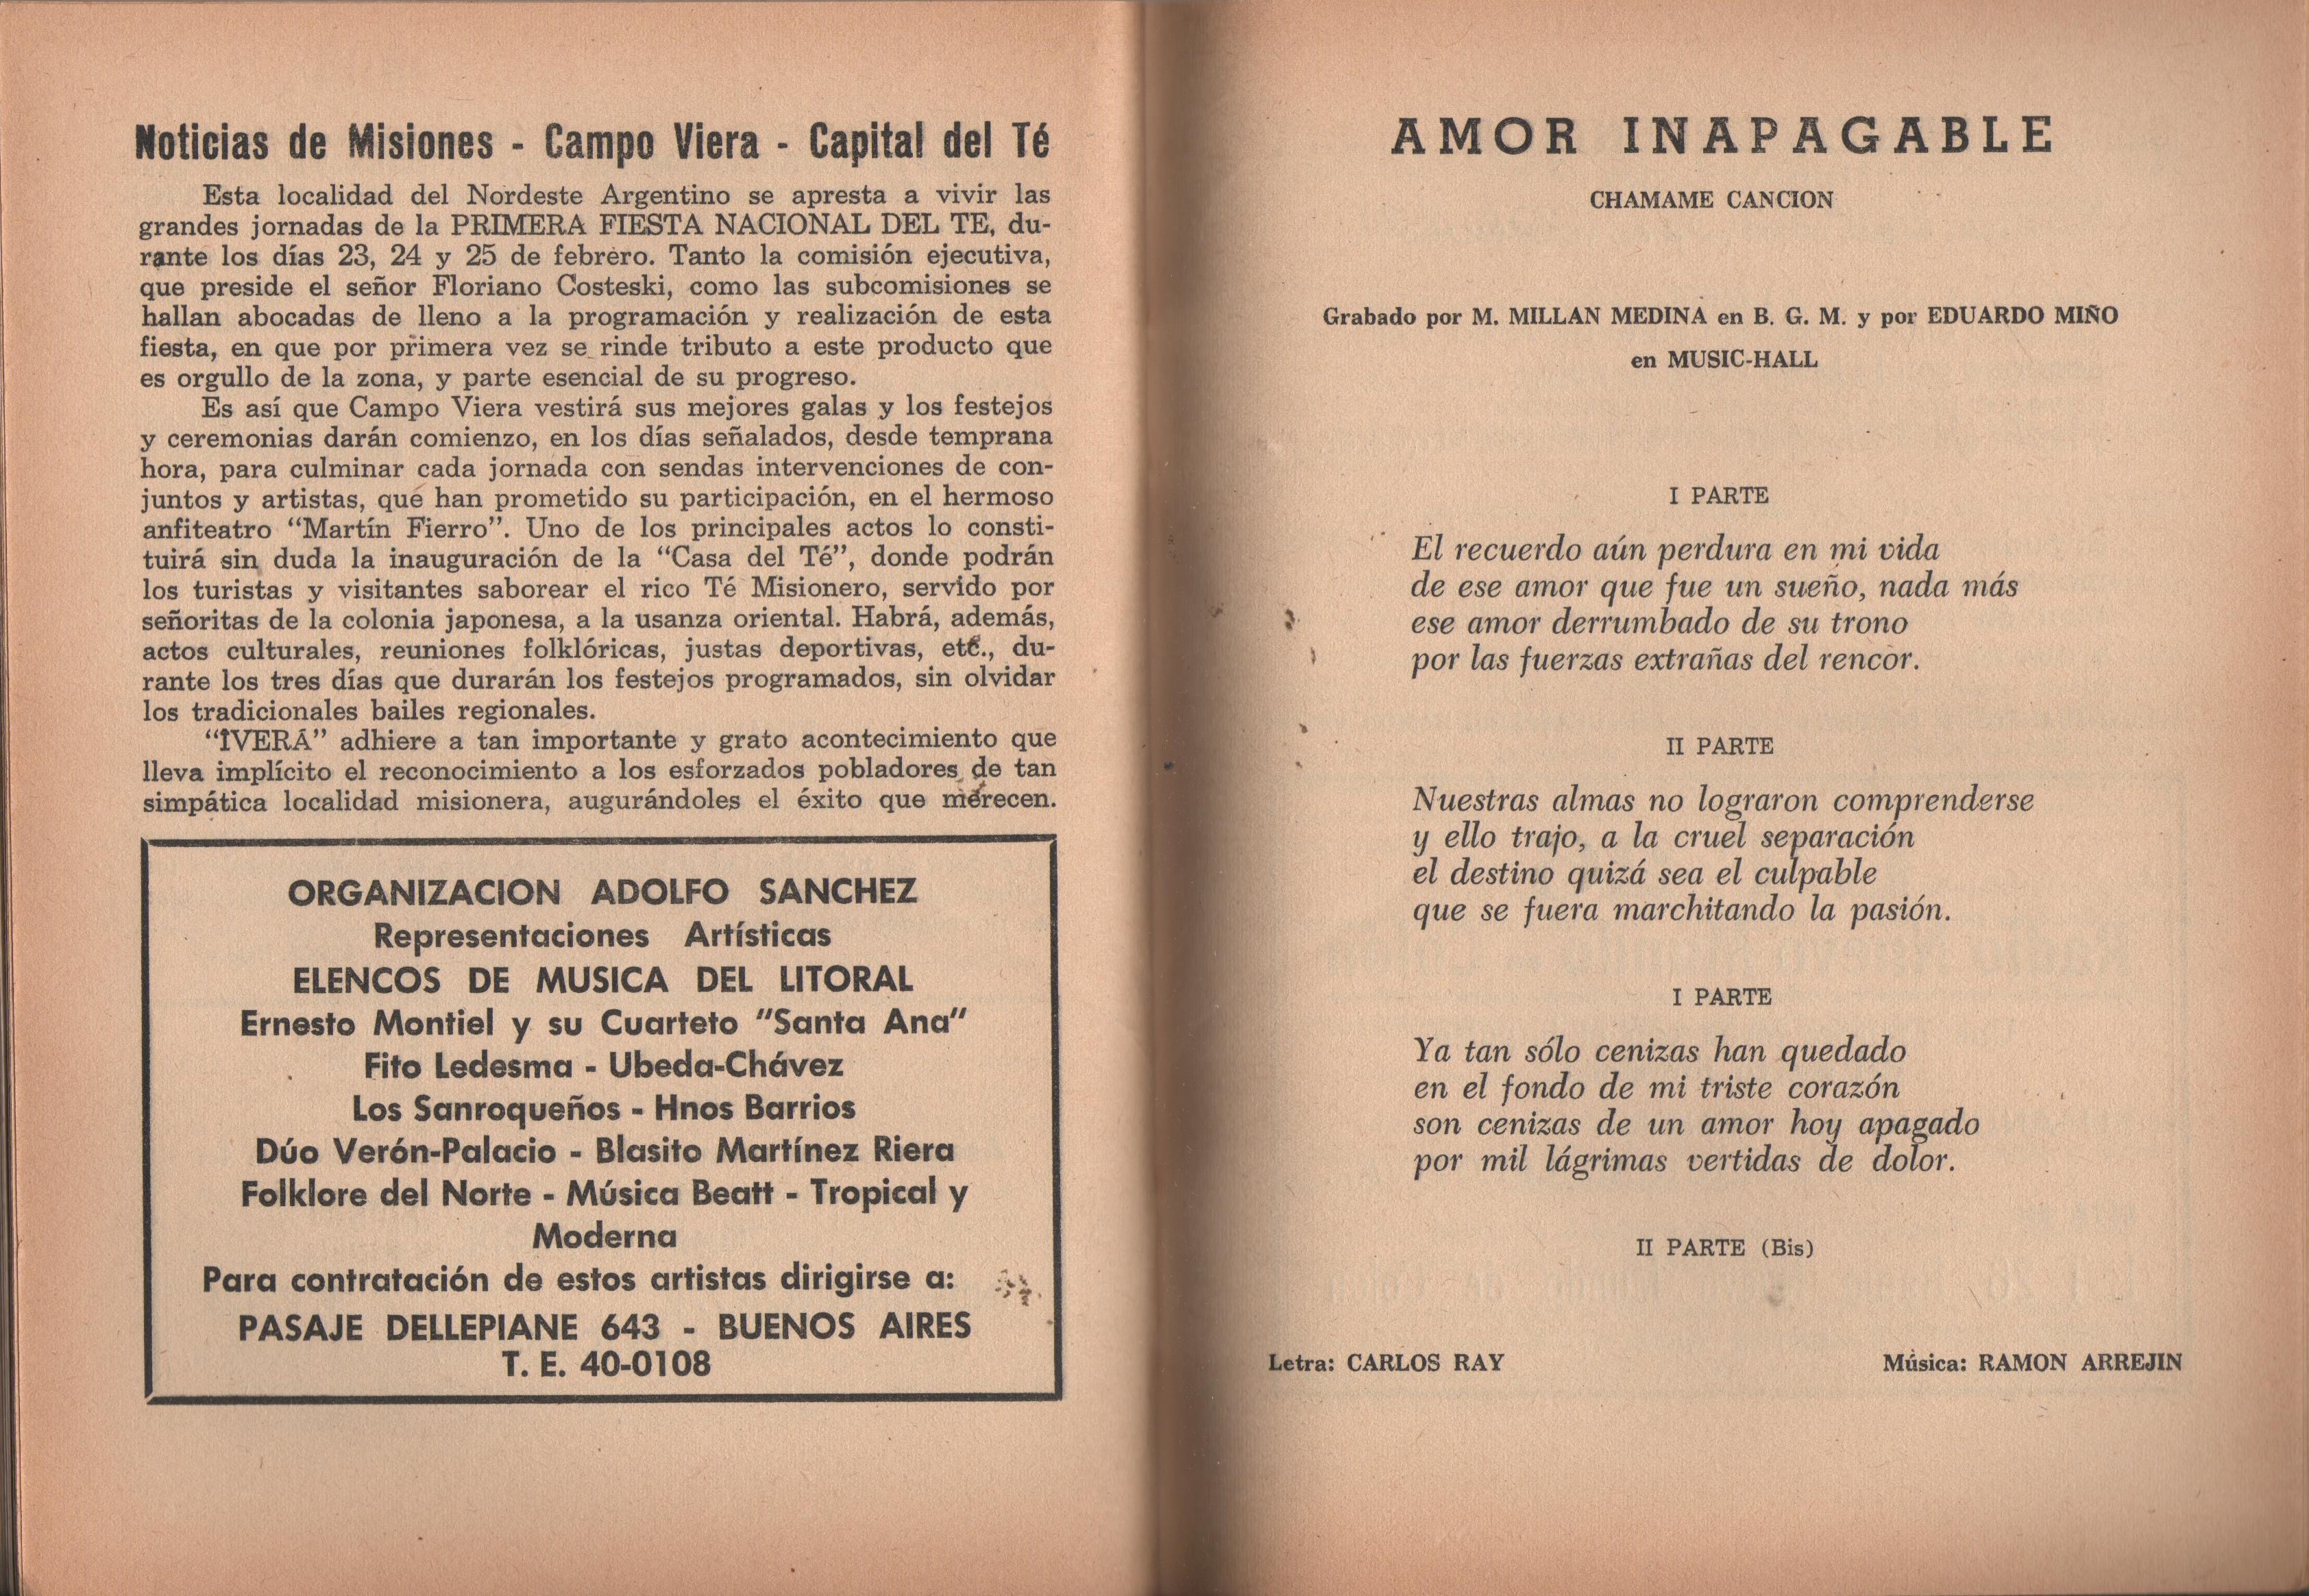 Noticias de Misiones - Campo Viera - Capital del Té
Esta localidad del Nordeste Argentino se apresta a vivir las
grandes jornadas de la PRIMERA FIESTA NACIONAL DEL TE, du-
rante los días 23, 24 y 25 de febrero. Tanto la comisión ejecutiva,
que preside el señor Floriano Costeski, como las subcomisiones se
hallan abocadas de lleno a la programación y realización de esta
fiesta, en que por primera vez se rinde tributo a este producto que
es orgullo de la zona, y parte esencial de su progreso.
Es así que Campo Viera vestirá sus mejores galas y los festejos
y ceremonias darán comienzo, en los días señalados, desde temprana
hora, para culminar cada jornada con sendas intervenciones de con-
juntos y artistas, que han prometido su participación, en el hermoso
anfiteatro “Martín Fierro”. Uno de los principales actos lo consti-
tuirá sin duda la inauguración de la “Casa del Té”, donde podrán
los turistas y visitantes saborear el rico Té Misionero, servido por
señoritas de la colonia japonesa, a la usanza oriental. Habrá, además,
actos culturales, reuniones folklóricas, justas deportivas, etc., du-
rante los tres días que durarán los festejos programados, sin olvidar
los tradicionales bailes regionales.
“IVERÁ” adhiere a tan importante y grato acontecimiento que
lleva implícito el reconocimiento a los esforzados pobladores de tan
simpática localidad misionera, augurándoles el éxito que merecen.
ORGANIZACION ADOLFO SANCHEZ
Representaciones Artísticas
ELENCOS DE MUSICA DEL LITORAL
Ernesto Montiel y su Cuarteto "Santa Ana"
Fito Ledesma - Ubeda-Chávez
Los Sanroqueños - Hnos Barrios
Dúo Verón-Palacio - Blasito Martínez Riera
Folklore del Norte - Música Beatt - Tropical y
Moderna
Para contratación de estos artistas dirigirse a:
PASAJE DELLEPIANE 643 - BUENOS AIRES
T. E. 40-0108
AMOR INAPAGABLE
CHAMAME CANCION
Grabado por M. MILLAN MEDINA en B. G. M. y por EDUARDO MIÑO
en MUSIC-HALL
I PARTE
El recuerdo aún perdura en mi vida
de ese amor que fue un sueño, nada más
ese amor derrumbado de su trono
por las fuerzas extrañas del rencor.
II PARTE
Nuestras almas no lograron comprenderse
y ello trajo, a la cruel separación
el destino quizá sea el culpable
que se fuera marchitando la pasión.
I PARTE
Ya tan sólo cenizas han quedado
en el fondo de mi triste corazón
son cenizas de un amor hoy apagado
por mil lágrimas vertidas de dolor.
II PARTE (Bis)
Letra: CARLOS RAY Música: RAMON ARREJIN